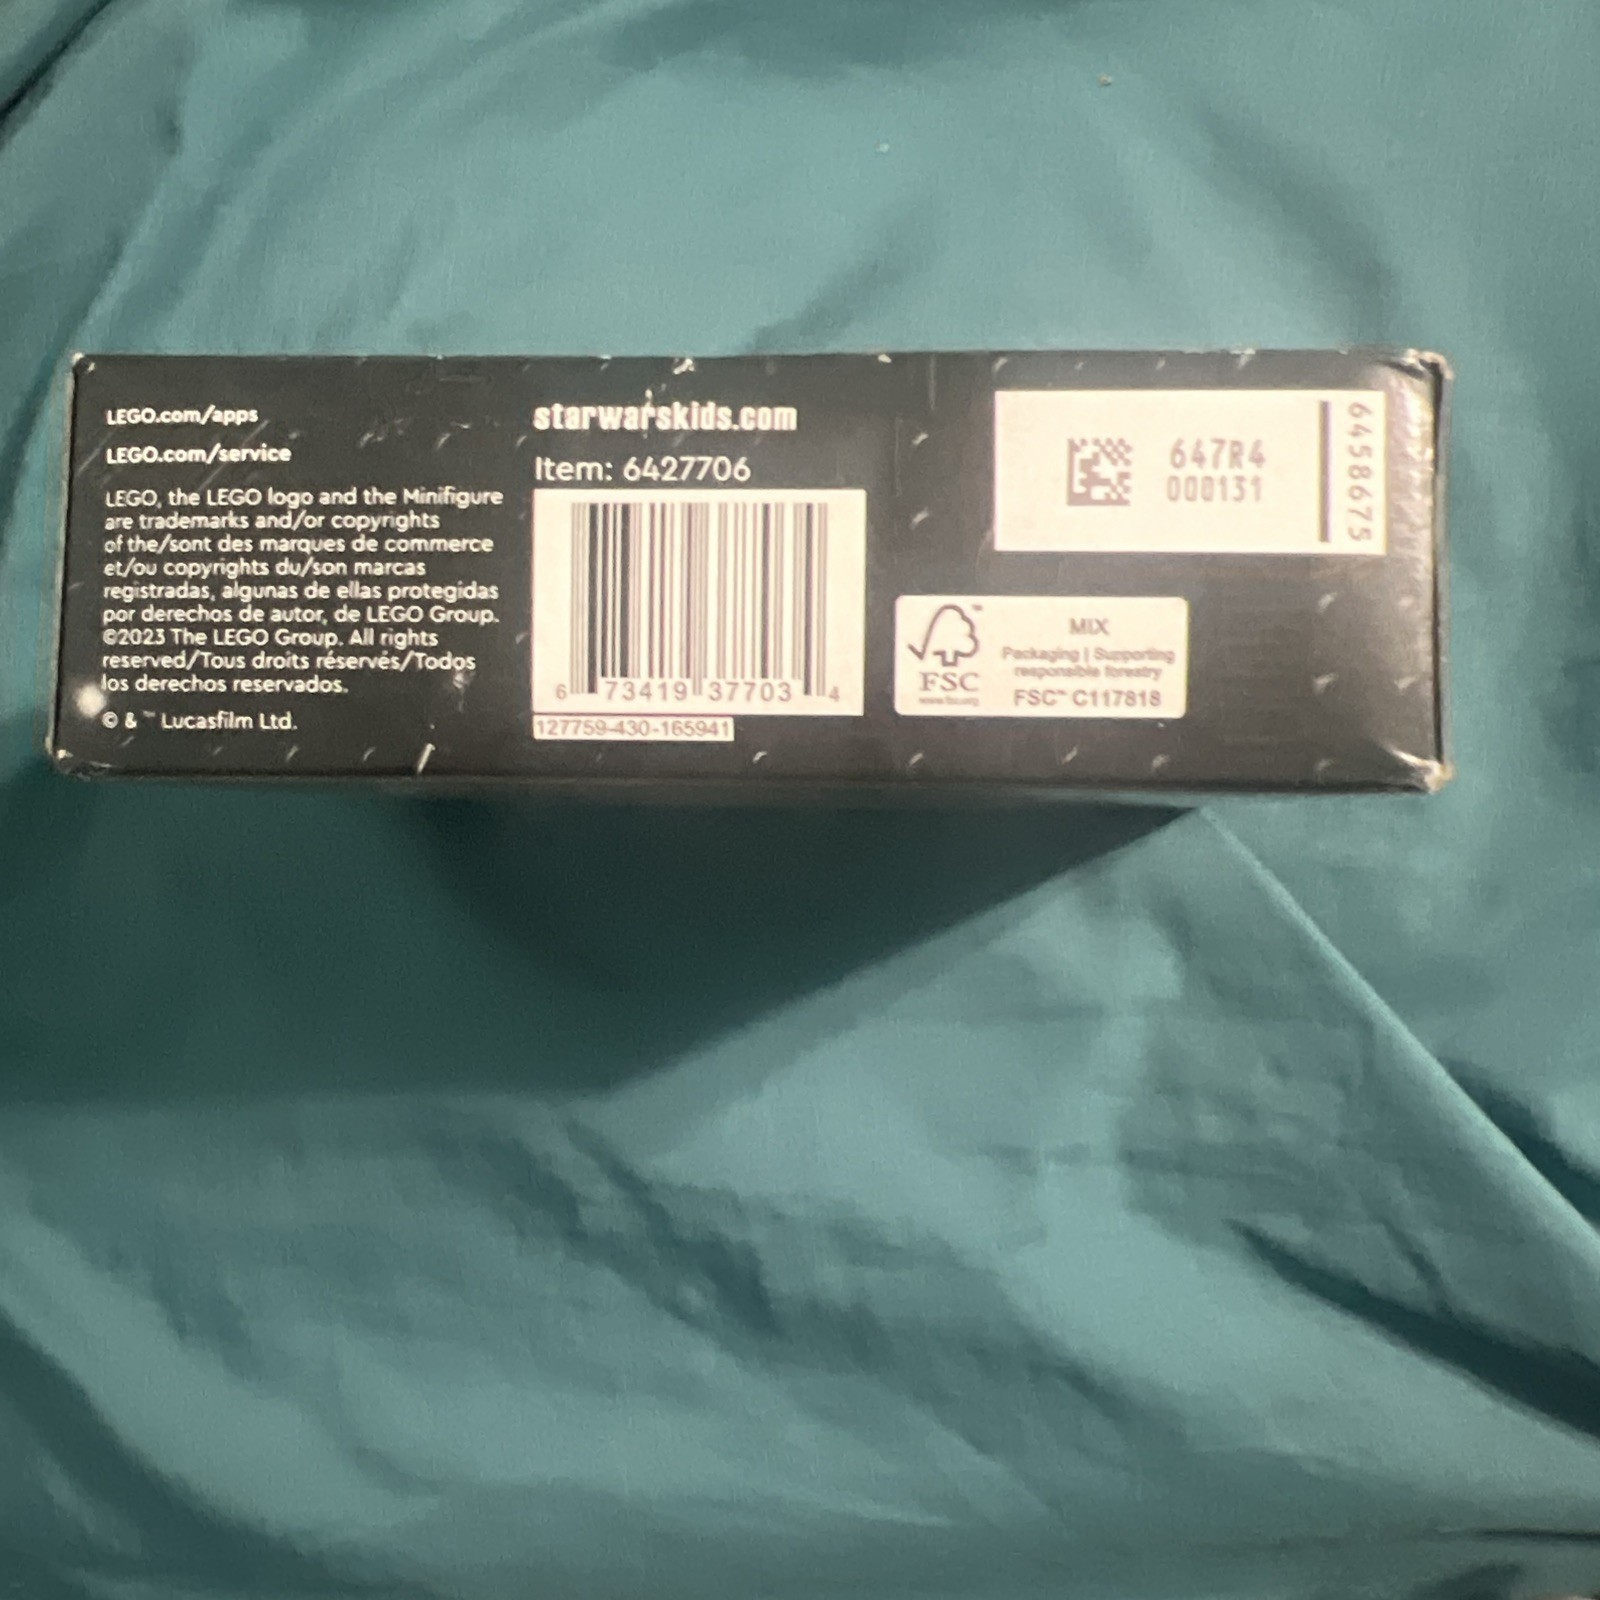 LEGO.com/apps
LEGO.com/service
LEGO, the LEGO logo and the Minifigure
are trademarks and/or copyrights
of the/sont des marques de commerce
et/ou copyrights du/son marcas
registradas, algunas de ellas protegidas
por derechos de autor, de LEGO Group.
©2023 The LEGO Group. All rights
reserved/Tous droits réservés/Todos
los derechos reservados.
© & ™ Lucasfilm Ltd.
starwarskids.com
Item: 6427706
6 73419 37703 4
127759-430-165941
647R4
000131
6458675
FSC
www.fsc.org
MIX
Packaging | Supporting
responsible forestry
FSC™ C117818